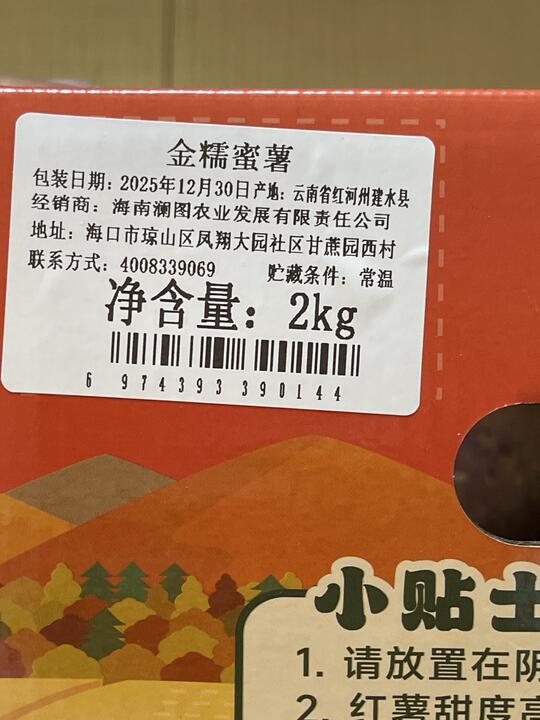 金糯蜜薯
包装日期：2025年12月30日产地：云南省红河州建水县
经销商：海南澜图农业发展有限责任公司
地址：海口市琼山区凤翔大园社区甘蔗园西村
联系方式：4008339069 贮藏条件：常温
净含量：2kg
6 974393 390144
小贴士
1. 请放置在阴
2. 红薯甜度高